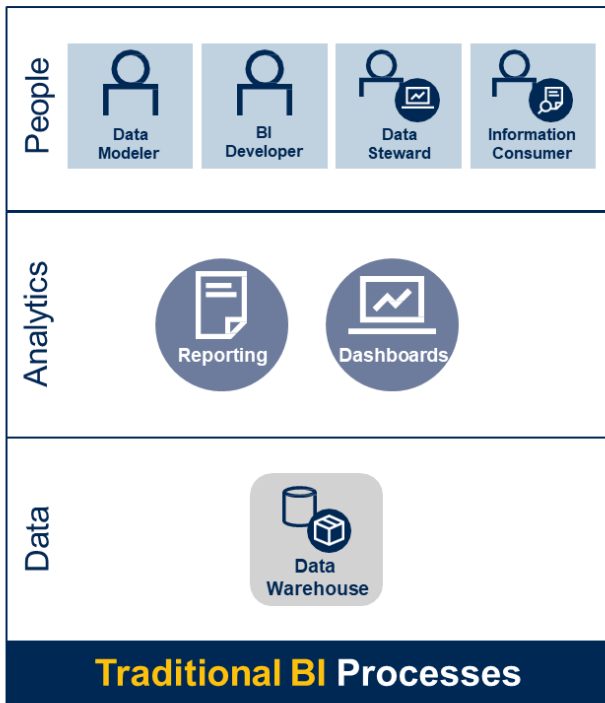 People
Data
Modeler
BI
Developer
Data
Steward
Information
Consumer
Analytics
Reporting
Dashboards
Data
Data
Warehouse
Traditional BI Processes